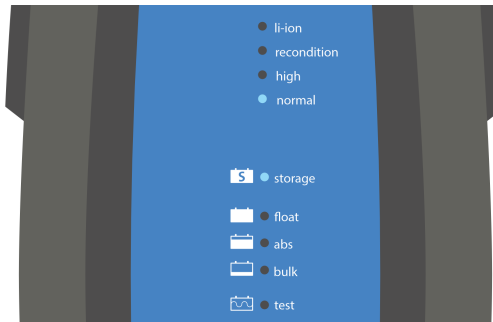 li-ion
recondition
high
normal
S storage
float
abs
bulk
test